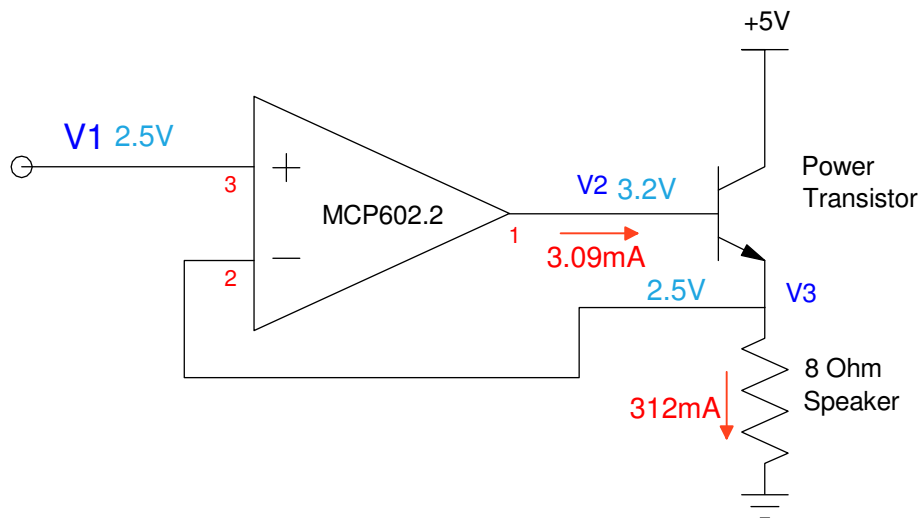 +5V
V1 2.5V
3
+
MCP602.2
V2 3.2V
Power
Transistor
1
3.09mA
2
−
2.5V
V3
8 Ohm
Speaker
312mA